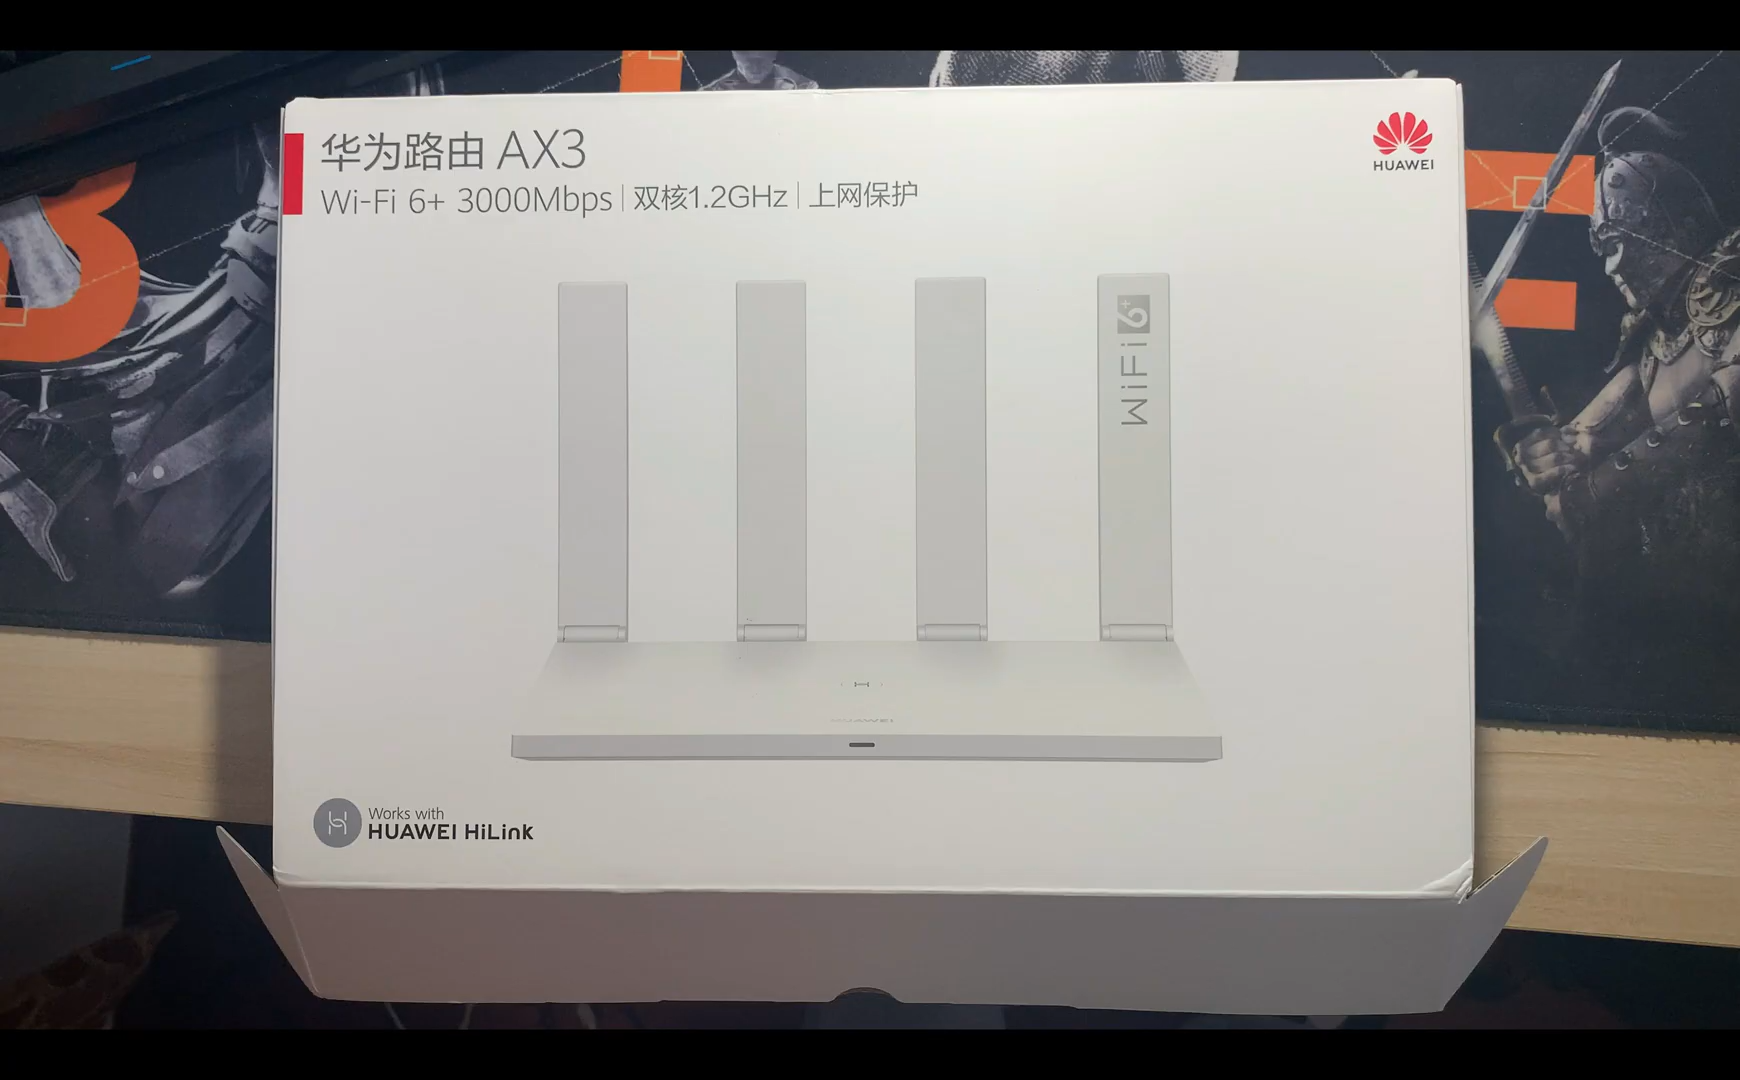 华为路由 AX3
Wi-Fi 6+ 3000Mbps | 双核1.2GHz | 上网保护
HUAWEI
WiFi 6+
HUAWEI
Works with
HUAWEI HiLink